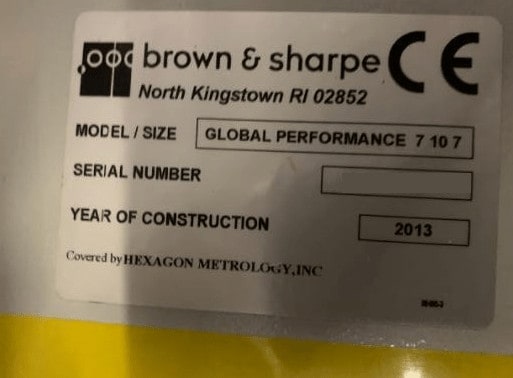 brown & sharpe CE
North Kingstown RI 02852
MODEL / SIZE GLOBAL PERFORMANCE 7 10 7
SERIAL NUMBER
YEAR OF CONSTRUCTION 2013
Covered by HEXAGON METROLOGY,INC